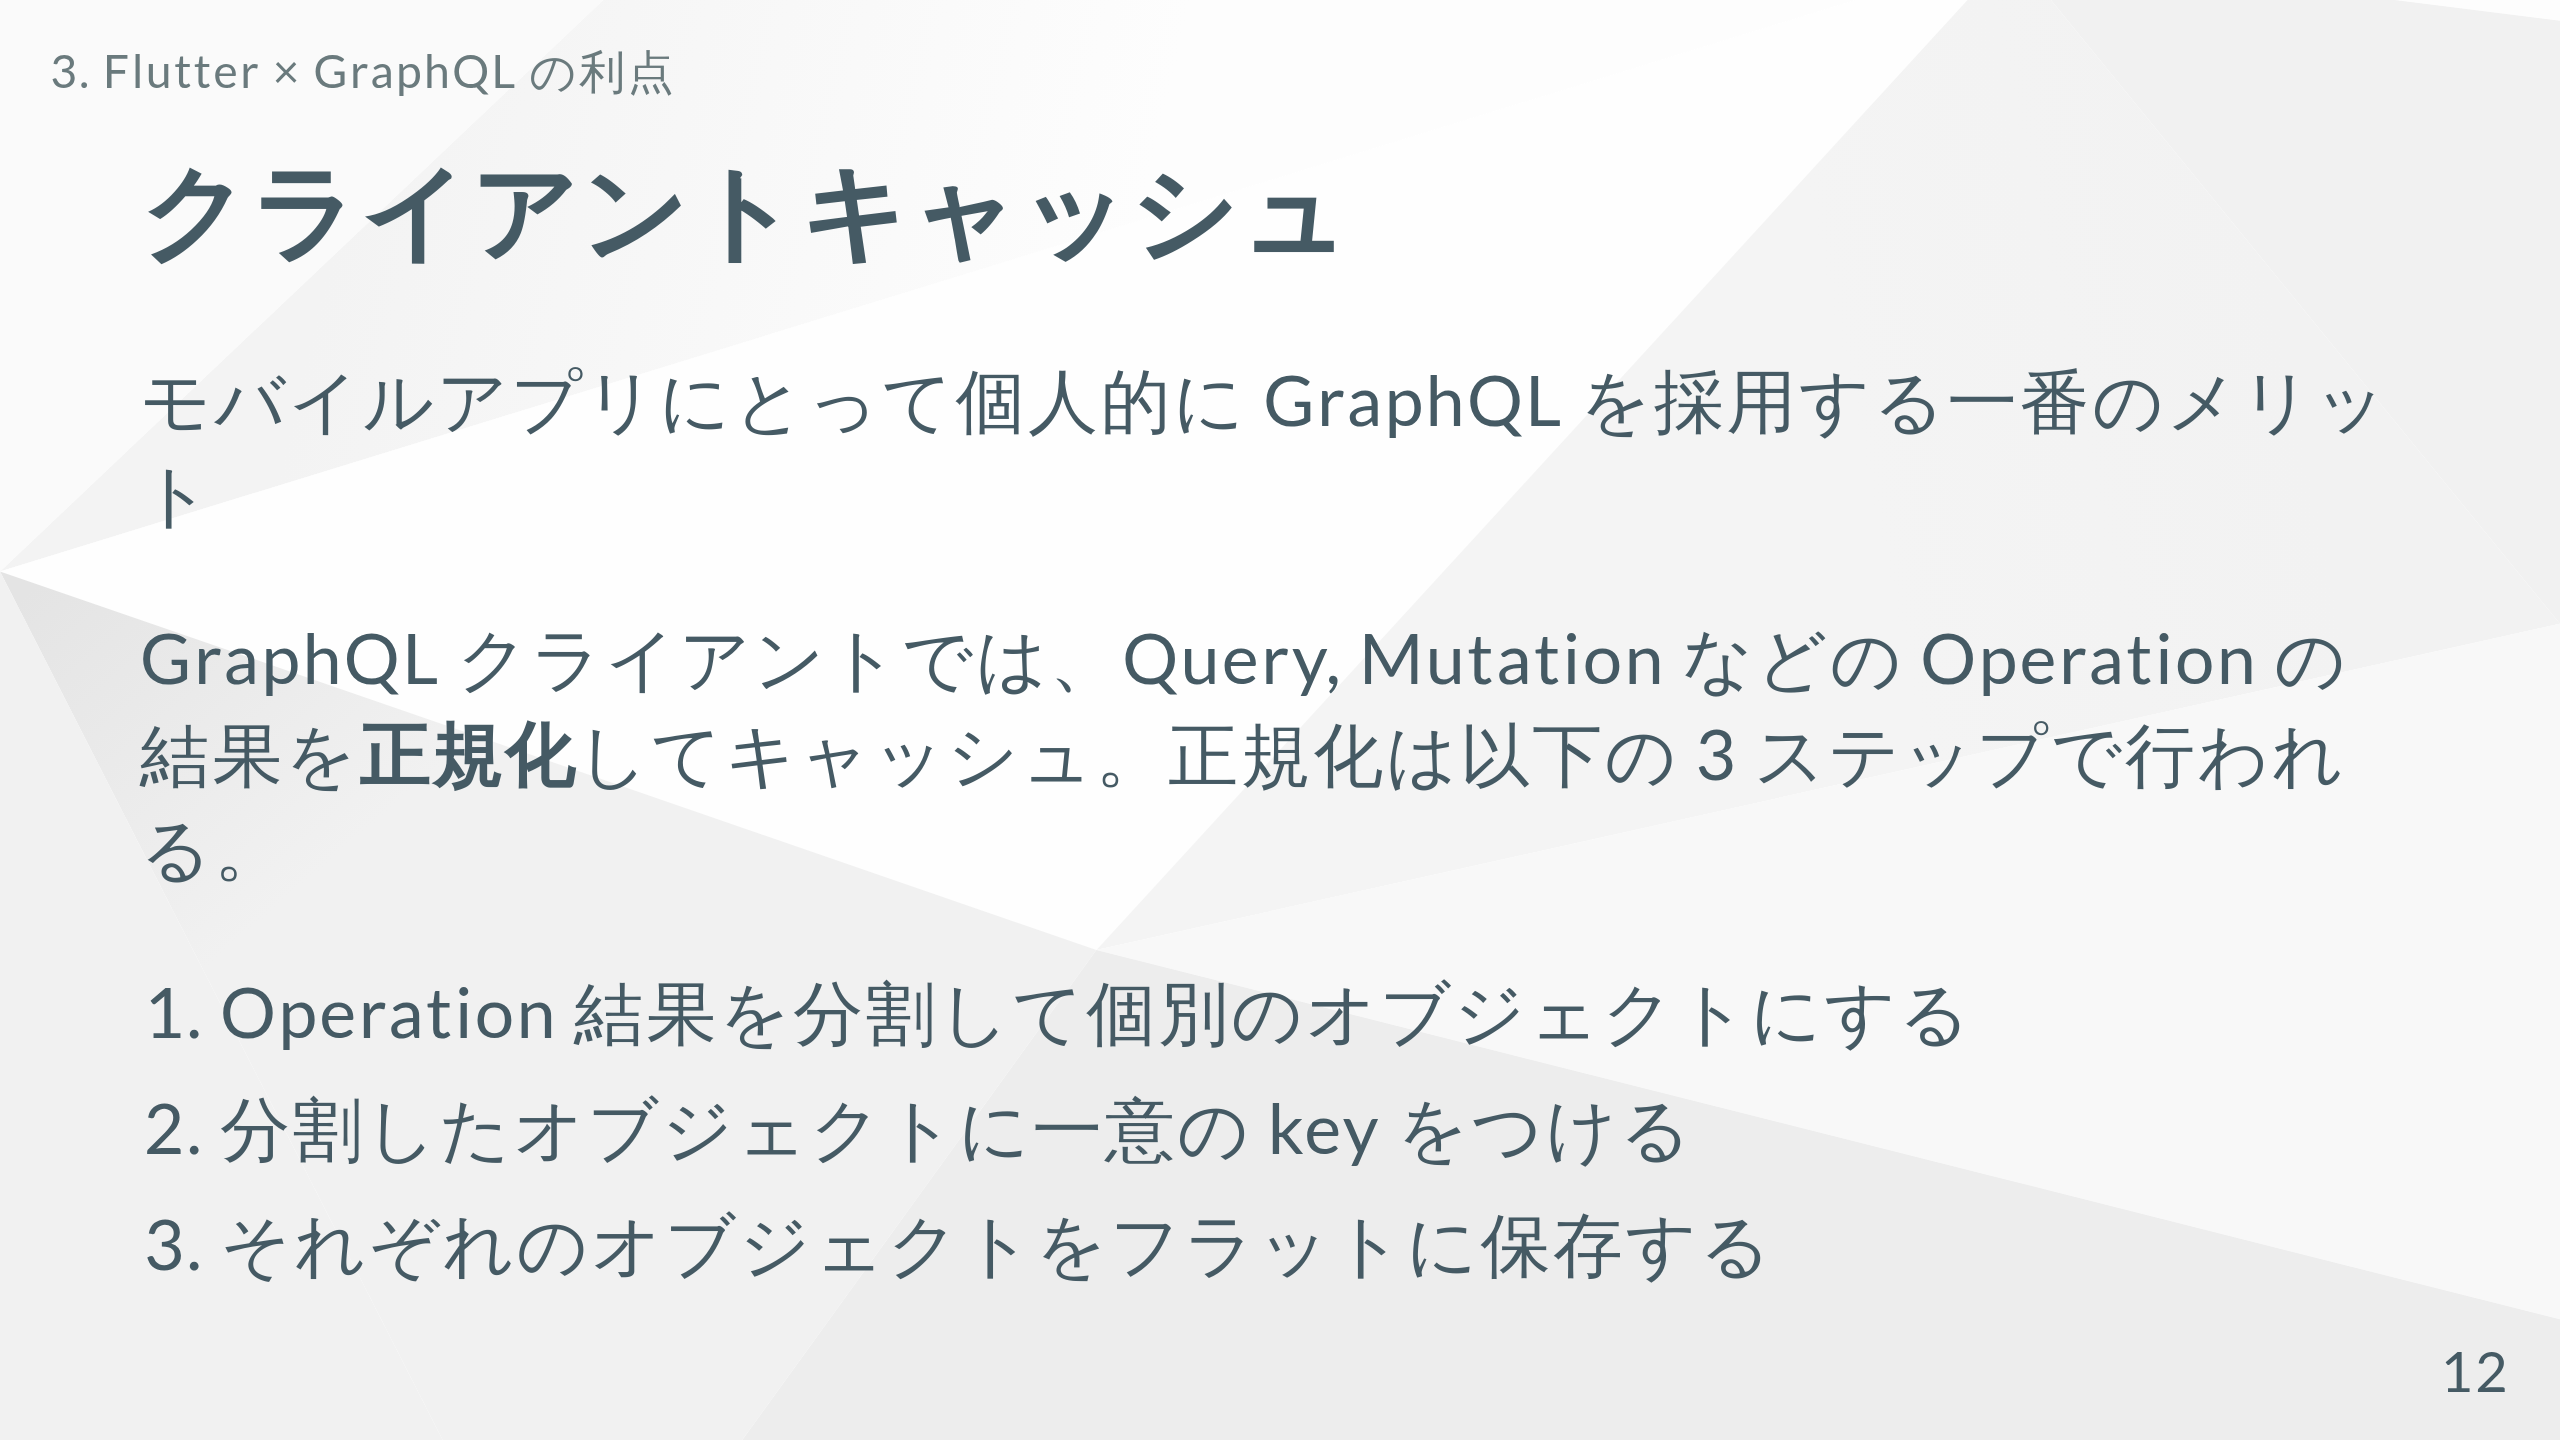 3. Flutter × GraphQL の利点
クライアントキャッシュ
モバイルアプリにとって個人的に GraphQL を採用する一番のメリッ
ト
GraphQL クライアントでは、Query, Mutation などの Operation の
結果を正規化してキャッシュ。正規化は以下の 3 ステップで行われ
る。
1. Operation 結果を分割して個別のオブジェクトにする
2. 分割したオブジェクトに一意の key をつける
3. それぞれのオブジェクトをフラットに保存する
12